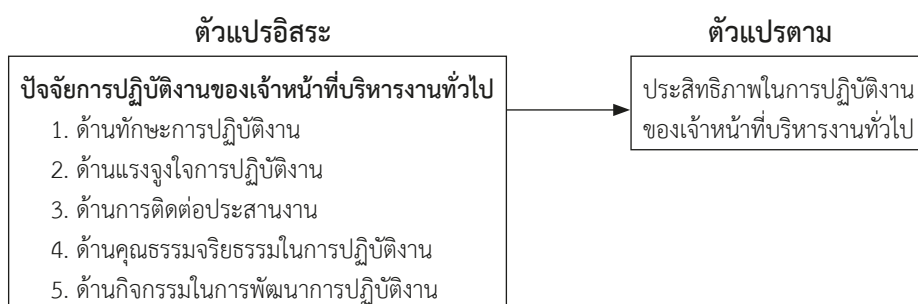 ตัวแปรอิสระ
ปัจจัยการปฏิบัติงานของเจ้าหน้าที่บริหารงานทั่วไป
1. ด้านทักษะการปฏิบัติงาน
2. ด้านแรงจูงใจการปฏิบัติงาน
3. ด้านการติดต่อประสานงาน
4. ด้านคุณธรรมจริยธรรมในการปฏิบัติงาน
5. ด้านกิจกรรมในการพัฒนาการปฏิบัติงาน
ตัวแปรตาม
ประสิทธิภาพในการปฏิบัติงาน
ของเจ้าหน้าที่บริหารงานทั่วไป